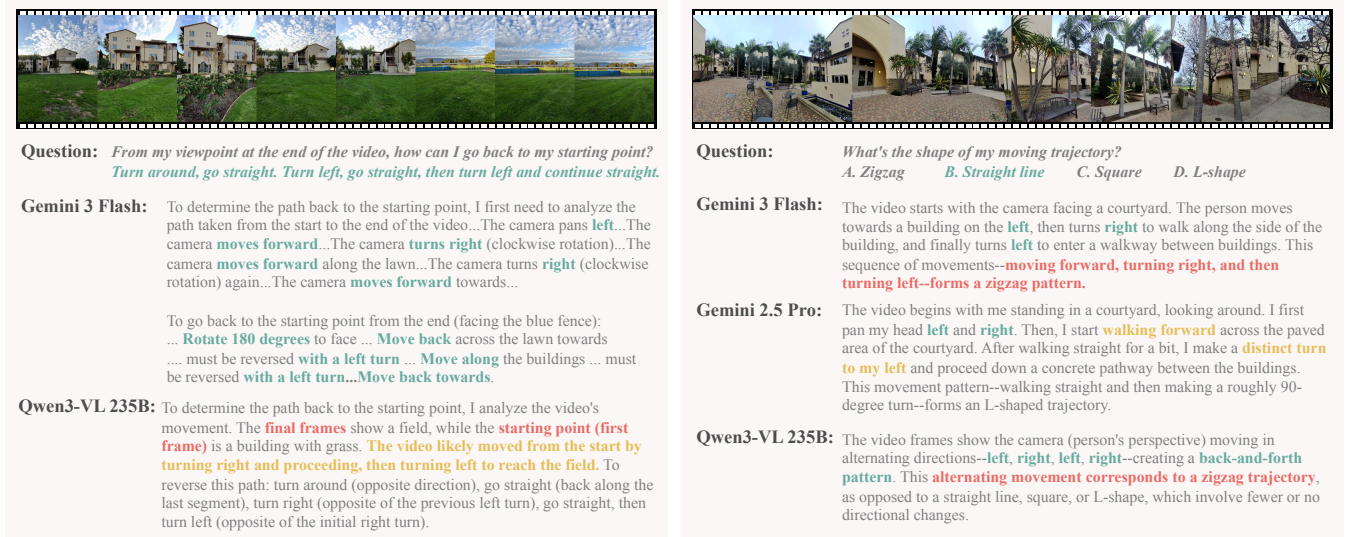 Question: From my viewpoint at the end of the video, how can I go back to my starting point?
Turn around, go straight. Turn left, go straight, then turn left and continue straight.
Gemini 3 Flash: To determine the path back to the starting point, I first need to analyze the
path taken from the start to the end of the video...The camera pans left...The
camera moves forward...The camera turns right (clockwise rotation)...The
camera moves forward along the lawn...The camera turns right (clockwise
rotation) again...The camera moves forward towards...
To go back to the starting point from the end (facing the blue fence):
... Rotate 180 degrees to face ... Move back across the lawn towards
.... must be reversed with a left turn ... Move along the buildings ... must
be reversed with a left turn...Move back towards.
Qwen3-VL 235B: To determine the path back to the starting point, I analyze the video's
movement. The final frames show a field, while the starting point (first
frame) is a building with grass. The video likely moved from the start by
turning right and proceeding, then turning left to reach the field. To
reverse this path: turn around (opposite direction), go straight (back along the
last segment), turn right (opposite of the previous left turn), go straight, then
turn left (opposite of the initial right turn).
Question: What's the shape of my moving trajectory?
A. Zigzag B. Straight line C. Square D. L-shape
Gemini 3 Flash: The video starts with the camera facing a courtyard. The person moves
towards a building on the left, then turns right to walk along the side of the
building, and finally turns left to enter a walkway between buildings. This
sequence of movements--moving forward, turning right, and then
turning left--forms a zigzag pattern.
Gemini 2.5 Pro: The video begins with me standing in a courtyard, looking around. I first
pan my head left and right. Then, I start walking forward across the paved
area of the courtyard. After walking straight for a bit, I make a distinct turn
to my left and proceed down a concrete pathway between the buildings.
This movement pattern--walking straight and then making a roughly 90-
degree turn--forms an L-shaped trajectory.
Qwen3-VL 235B: The video frames show the camera (person's perspective) moving in
alternating directions--left, right, left, right--creating a back-and-forth
pattern. This alternating movement corresponds to a zigzag trajectory,
as opposed to a straight line, square, or L-shape, which involve fewer or no
directional changes.